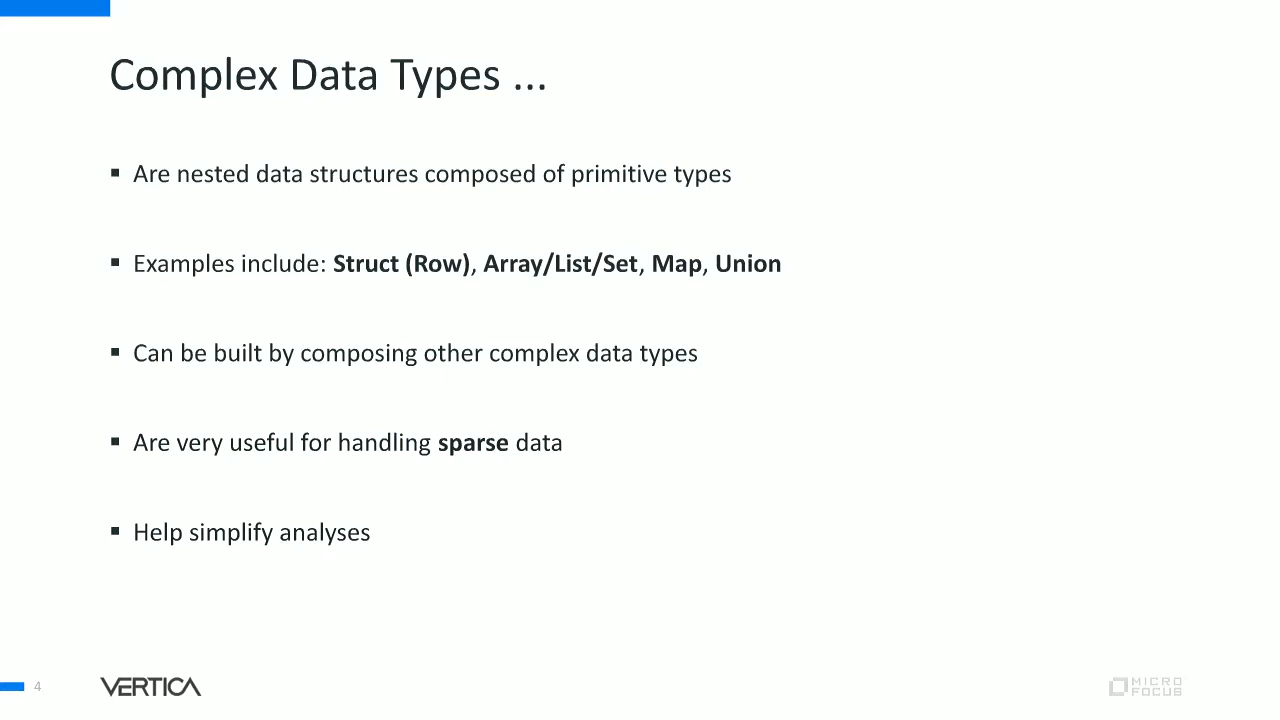 Complex Data Types ...
▪ Are nested data structures composed of primitive types
▪ Examples include: Struct (Row), Array/List/Set, Map, Union
▪ Can be built by composing other complex data types
▪ Are very useful for handling sparse data
▪ Help simplify analyses
4
VERTICA
MICRO
FOCUS